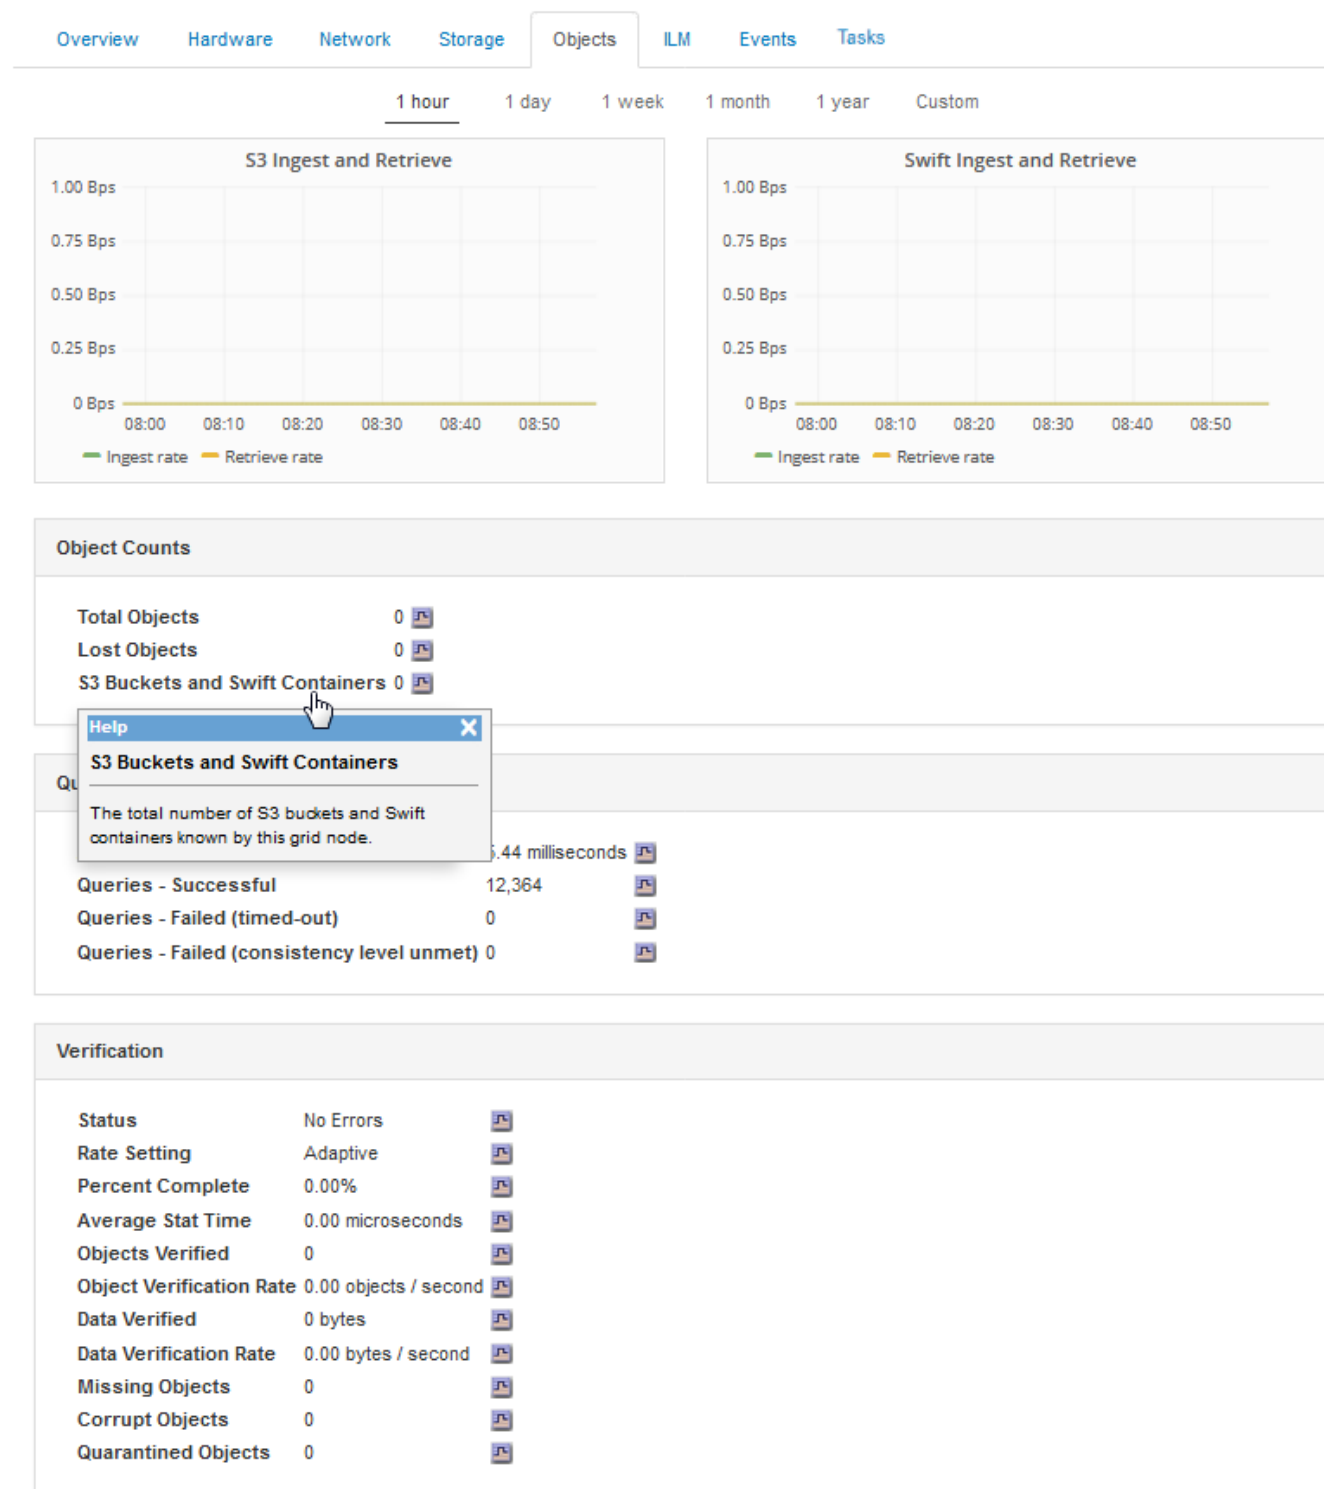 Overview Hardware Network Storage Objects ILM Events Tasks
1 hour 1 day 1 week 1 month 1 year Custom
S3 Ingest and Retrieve
1.00 Bps
0.75 Bps
0.50 Bps
0.25 Bps
0 Bps
08:00 08:10 08:20 08:30 08:40 08:50
Ingest rate Retrieve rate
Swift Ingest and Retrieve
1.00 Bps
0.75 Bps
0.50 Bps
0.25 Bps
0 Bps
08:00 08:10 08:20 08:30 08:40 08:50
Ingest rate Retrieve rate
Object Counts
Total Objects 0
Lost Objects 0
S3 Buckets and Swift Containers 0
Help
S3 Buckets and Swift Containers
The total number of S3 buckets and Swift
containers known by this grid node.
.44 milliseconds
Queries - Successful 12,364
Queries - Failed (timed-out) 0
Queries - Failed (consistency level unmet) 0
Verification
Status No Errors
Rate Setting Adaptive
Percent Complete 0.00%
Average Stat Time 0.00 microseconds
Objects Verified 0
Object Verification Rate 0.00 objects / second
Data Verified 0 bytes
Data Verification Rate 0.00 bytes / second
Missing Objects 0
Corrupt Objects 0
Quarantined Objects 0